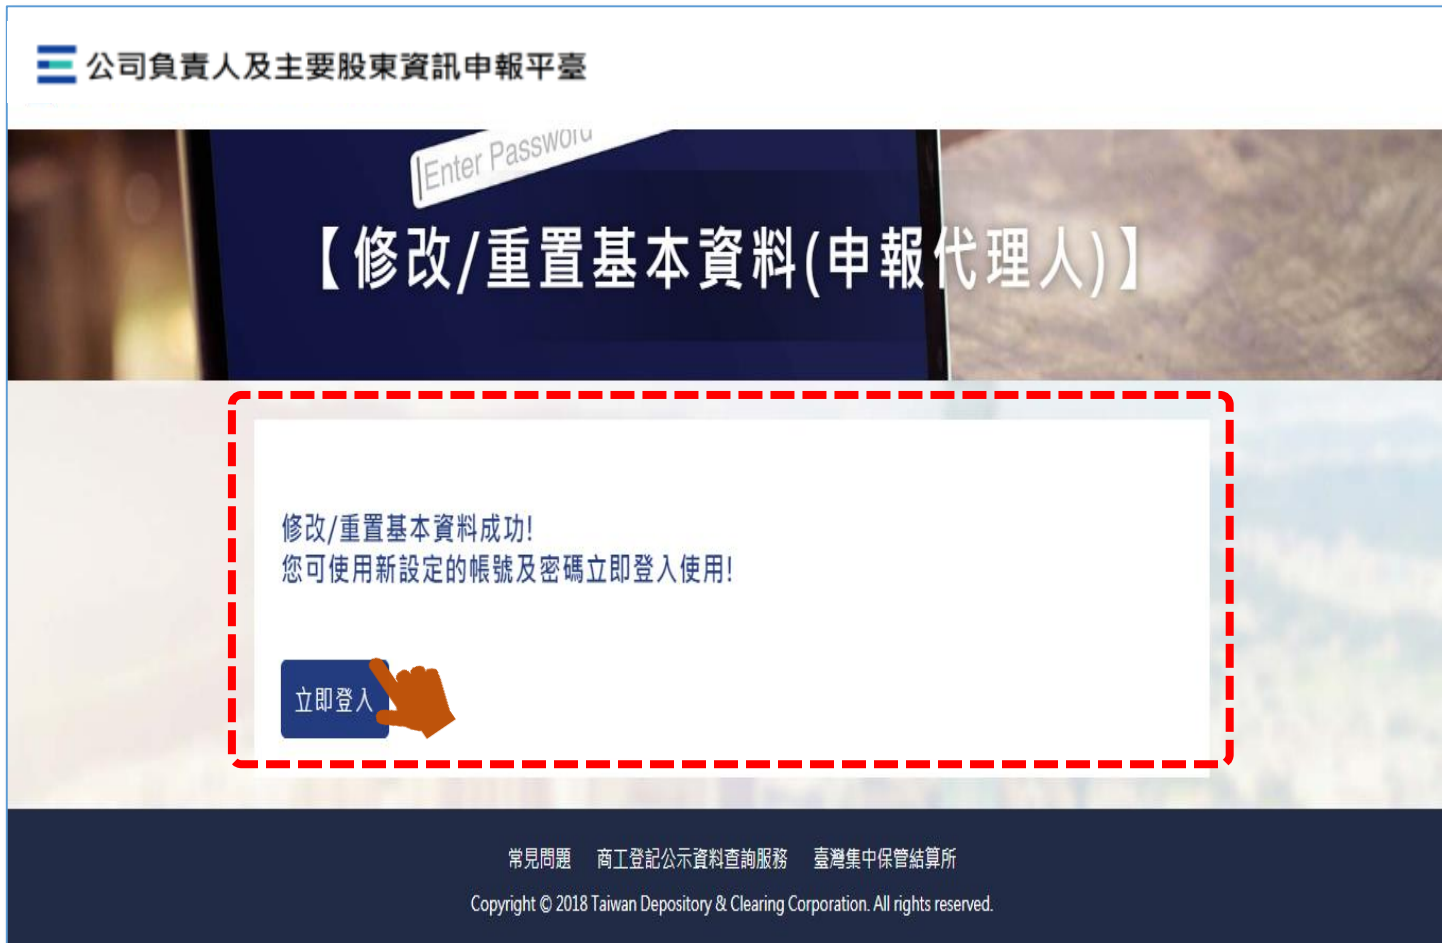 公司負責人及主要股東資訊申報平臺
Enter Password
【修改/重置基本資料(申報代理人)】
修改/重置基本資料成功!
您可使用新設定的帳號及密碼立即登入使用!
立即登入
常見問題 商工登記公示資料查詢服務 臺灣集中保管結算所
Copyright © 2018 Taiwan Depository & Clearing Corporation. All rights reserved.